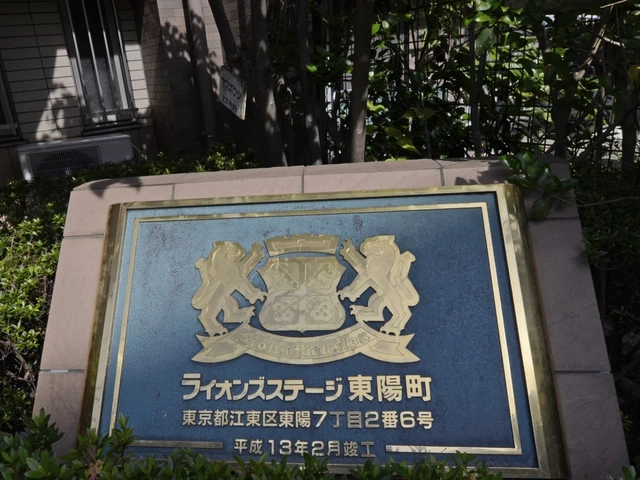 ライオンズステージ東陽町
東京都江東区東陽7丁目2番6号
平成13年2月竣工